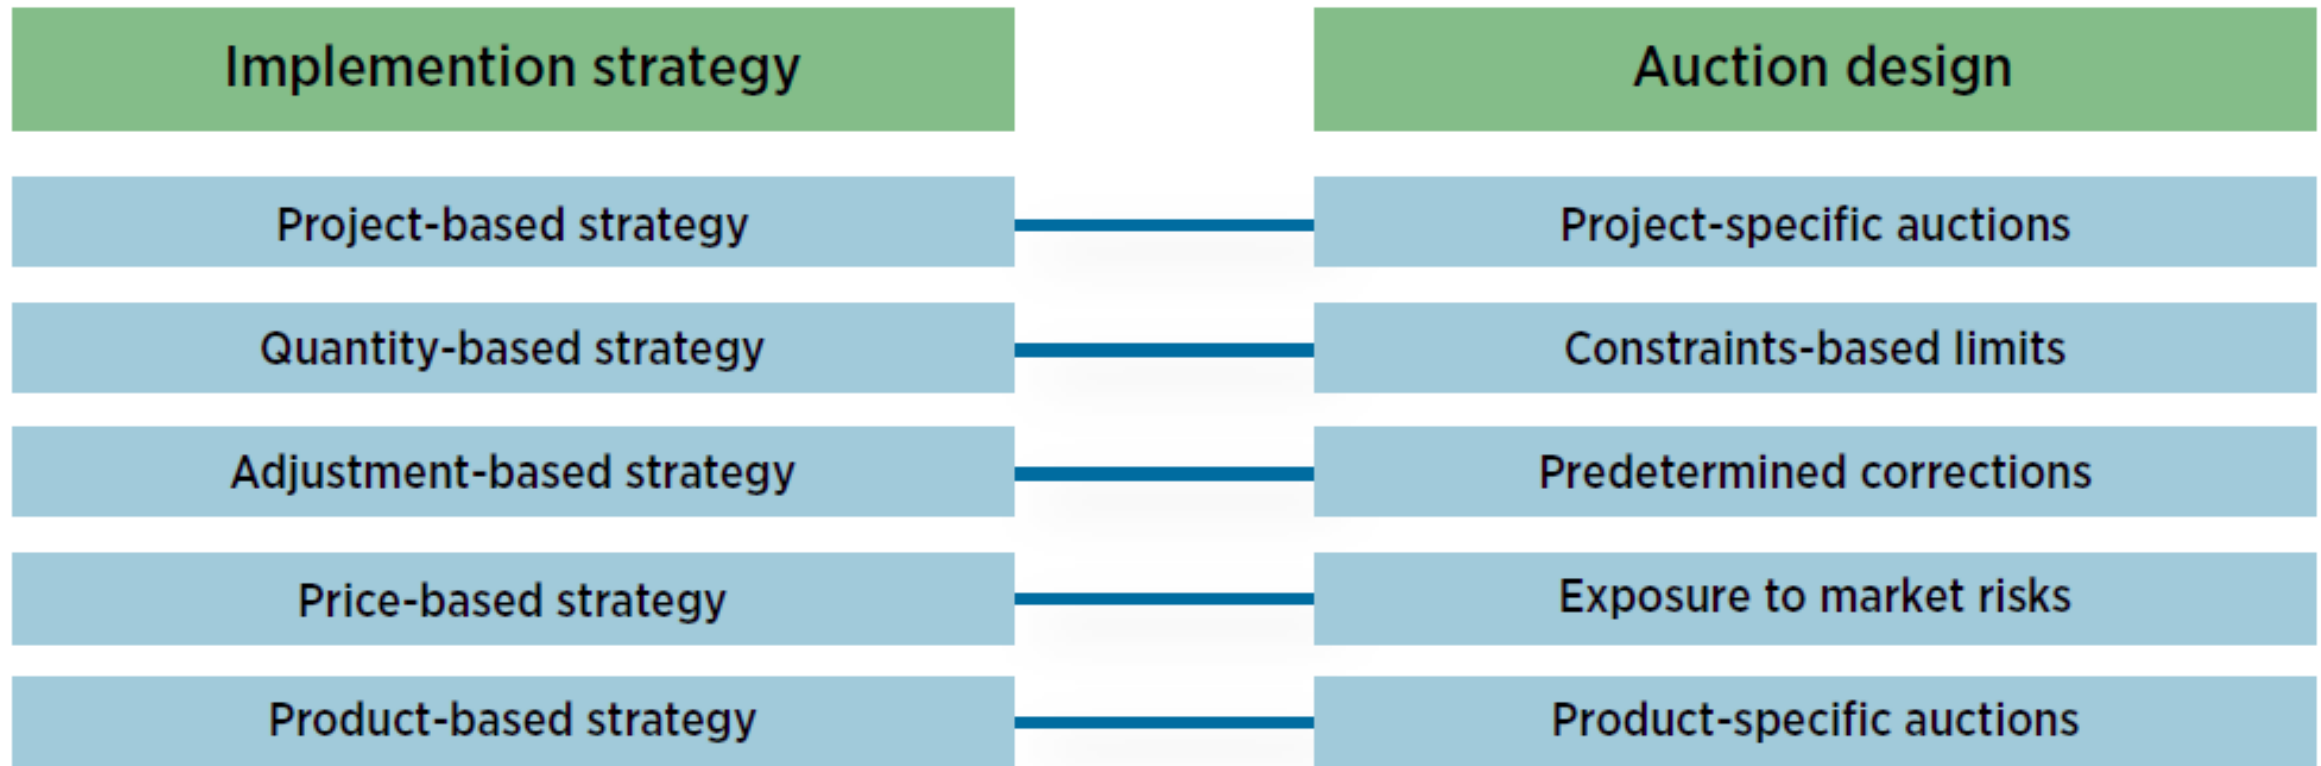 Implemention strategy
Auction design
Project-based strategy
Project-specific auctions
Quantity-based strategy
Constraints-based limits
Adjustment-based strategy
Predetermined corrections
Price-based strategy
Exposure to market risks
Product-based strategy
Product-specific auctions